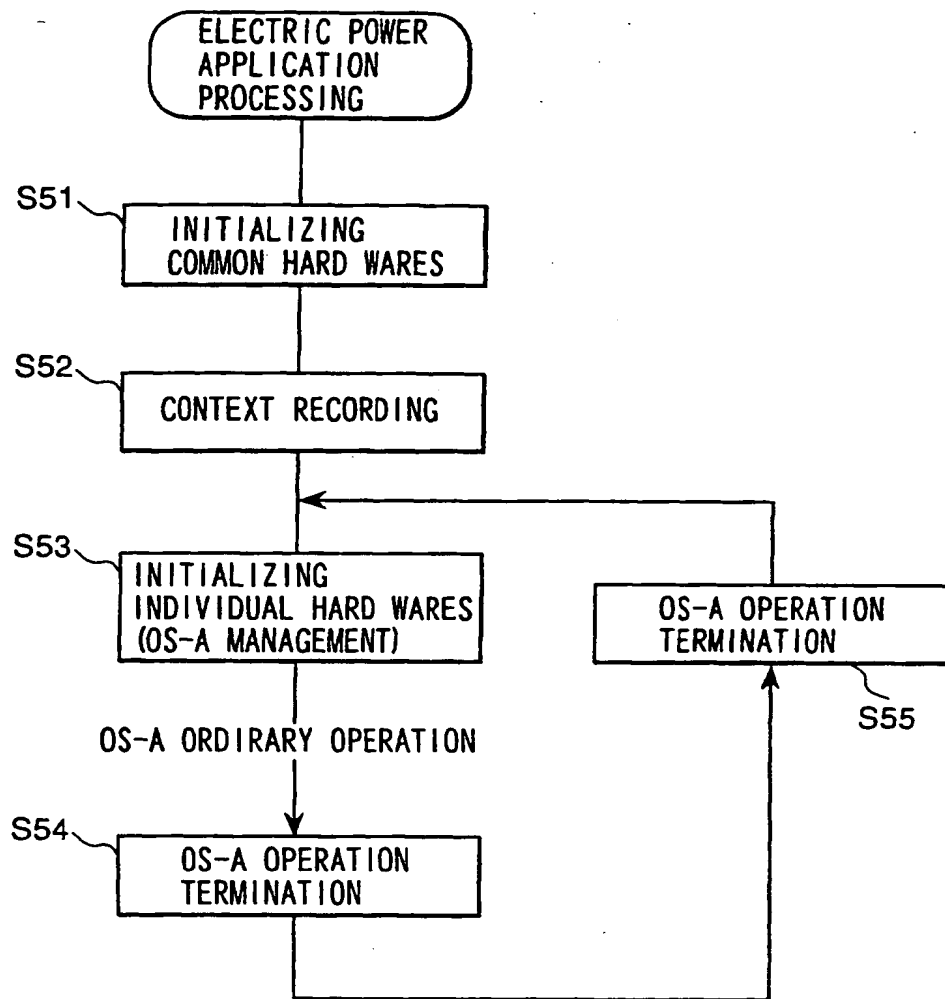 ELECTRIC POWER
APPLICATION
PROCESSING
S51
INITIALIZING
COMMON HARD WARES
S52
CONTEXT RECORDING
S53
INITIALIZING
INDIVIDUAL HARD WARES
(OS-A MANAGEMENT)
OS-A OPERATION
TERMINATION
S55
OS-A ORDIRARY OPERATION
S54
OS-A OPERATION
TERMINATION